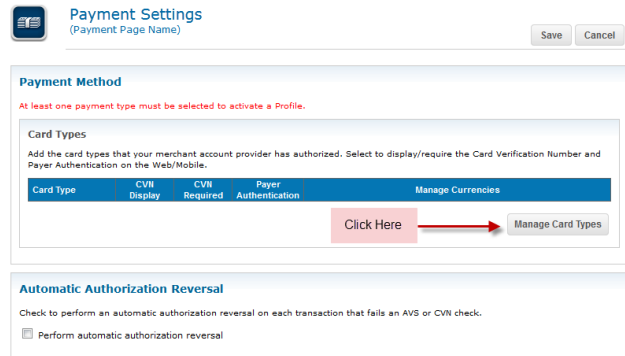 Payment Settings
(Payment Page Name)
Save Cancel
Payment Method
At least one payment type must be selected to activate a Profile.
Card Types
Add the card types that your merchant account provider has authorized. Select to display/require the Card Verification Number and
Payer Authentication on the Web/Mobile.
Card Type CVN Display CVN Required Payer Authentication Manage Currencies
Click Here Manage Card Types
Automatic Authorization Reversal
Check to perform an automatic authorization reversal on each transaction that fails an AVS or CVN check.
Perform automatic authorization reversal